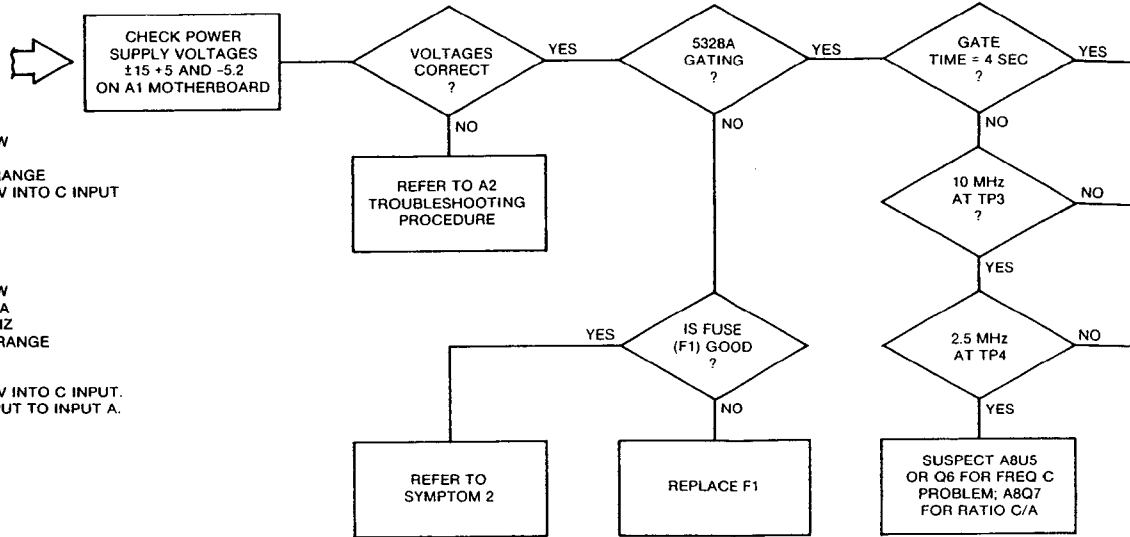 CHECK POWER
SUPPLY VOLTAGES
±15 +5 AND -5.2
ON A1 MOTHERBOARD
VOLTAGES
CORRECT
?
YES
NO
REFER TO A2
TROUBLESHOOTING
PROCEDURE
5328A
GATING
?
YES
NO
IS FUSE
(F1) GOOD
?
YES
NO
REFER TO
SYMPTOM 2
REPLACE F1
GATE
TIME = 4 SEC
?
YES
NO
10 MHz
AT TP3
?
NO
YES
2.5 MHz
AT TP4
NO
YES
SUSPECT A8U5
OR Q6 FOR FREQ C
PROBLEM; A8Q7
FOR RATIO C/A
W
RANGE
V INTO C INPUT
W
A
IZ
RANGE
V INTO C INPUT.
PUT TO INPUT A.